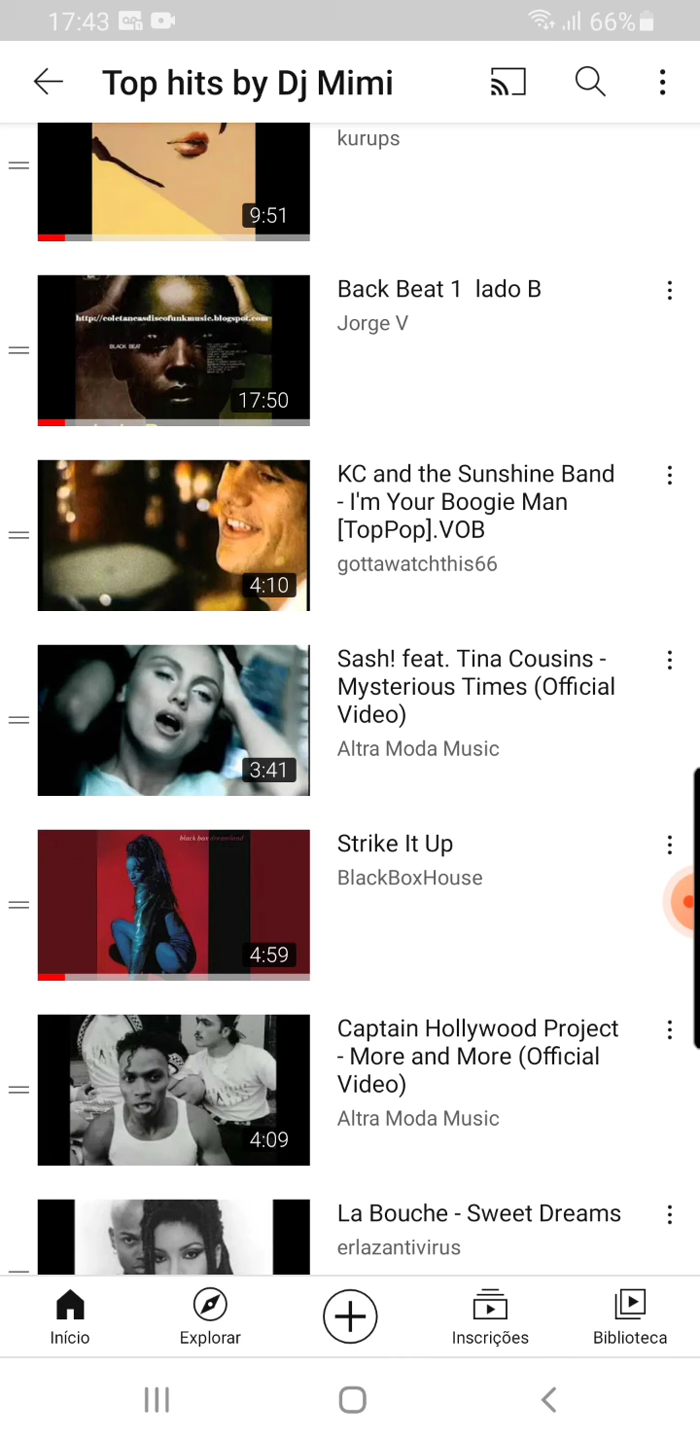 17:43
66%
Top hits by Dj Mimi
kurups
9:51
http://coletaneasdiscofunkmusic.blogspot.com
BLACK BEAT
17:50
Back Beat 1 lado B
Jorge V
KC and the Sunshine Band
- I'm Your Boogie Man
[TopPop].VOB
gottawatchthis66
4:10
Sash! feat. Tina Cousins -
Mysterious Times (Official
Video)
Altra Moda Music
3:41
black box dreamland
4:59
Strike It Up
BlackBoxHouse
Captain Hollywood Project
- More and More (Official
Video)
Altra Moda Music
4:09
La Bouche - Sweet Dreams
erlazantivirus
Início
Explorar
Inscrições
Biblioteca